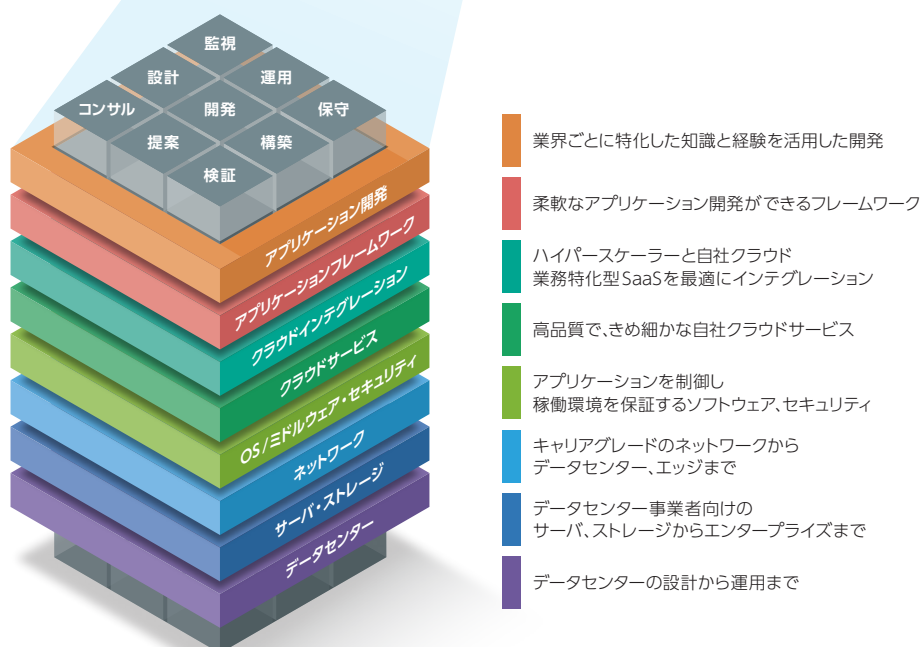 監視
設計
運用
コンサル
開発
保守
提案
構築
検証
アプリケーション開発
アプリケーションフレームワーク
クラウドインテグレーション
クラウドサービス
OS/ミドルウェア・セキュリティ
ネットワーク
サーバ・ストレージ
データセンター
業界ごとに特化した知識と経験を活用した開発
柔軟なアプリケーション開発ができるフレームワーク
ハイパースケーラーと自社クラウド
業務特化型SaaSを最適にインテグレーション
高品質で、きめ細かな自社クラウドサービス
アプリケーションを制御し
稼働環境を保証するソフトウェア、セキュリティ
キャリアグレードのネットワークから
データセンター、エッジまで
データセンター事業者向けの
サーバ、ストレージからエンタープライズまで
データセンターの設計から運用まで